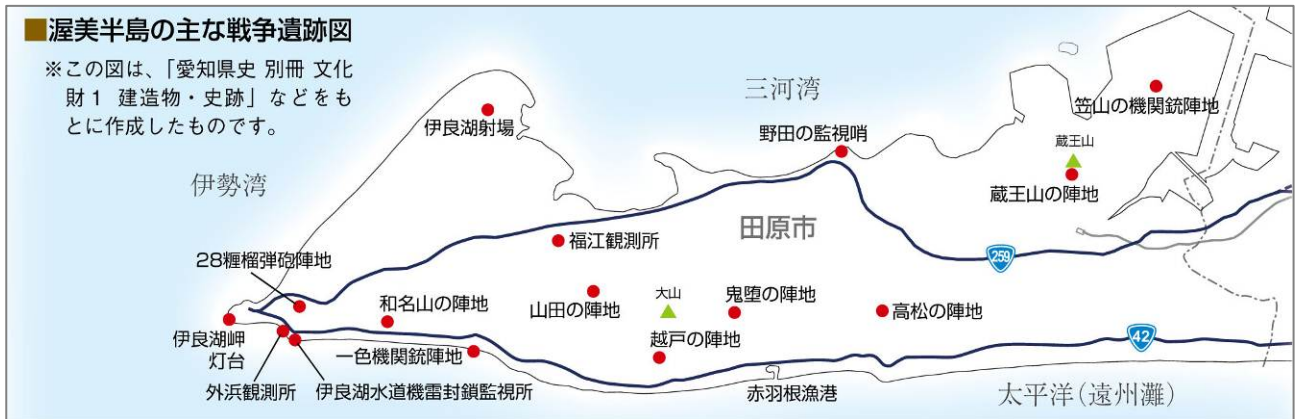 ■渥美半島の主な戦争遺跡図
※この図は、「愛知県史 別冊 文化
財1 建造物・史跡」などをも
とに作成したものです。
三河湾
笠山の機関銃陣地
伊良湖射場
野田の監視哨
蔵王山
蔵王山の陣地
伊勢湾
田原市
福江観測所
259
28糎榴弾砲陣地
大山
和名山の陣地
山田の陣地
鬼堕の陣地
高松の陣地
伊良湖岬
灯台
越戸の陣地
42
一色機関銃陣地
外浜観測所
伊良湖水道機雷封鎖監視所
赤羽根漁港
太平洋(遠州灘)